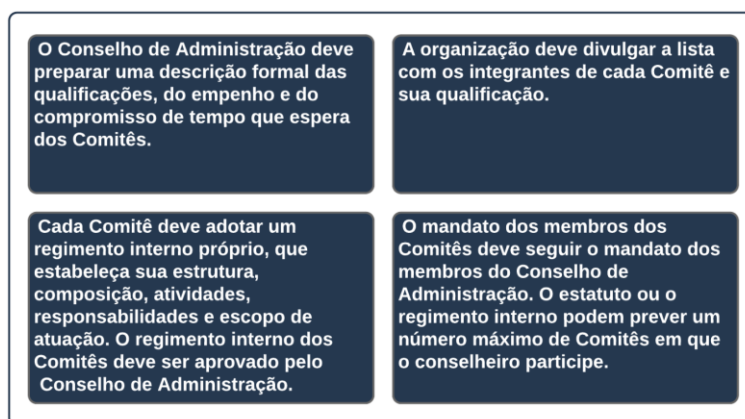 O Conselho de Administração deve
preparar uma descrição formal das
qualificações, do empenho e do
compromisso de tempo que espera
dos Comitês.
A organização deve divulgar a lista
com os integrantes de cada Comitê e
sua qualificação.
Cada Comitê deve adotar um
regimento interno próprio, que
estabeleça sua estrutura,
composição, atividades,
responsabilidades e escopo de
atuação. O regimento interno dos
Comitês deve ser aprovado pelo
Conselho de Administração.
O mandato dos membros dos
Comitês deve seguir o mandato dos
membros do Conselho de
Administração. O estatuto ou o
regimento interno podem prever um
número máximo de Comitês em que
o conselheiro participe.